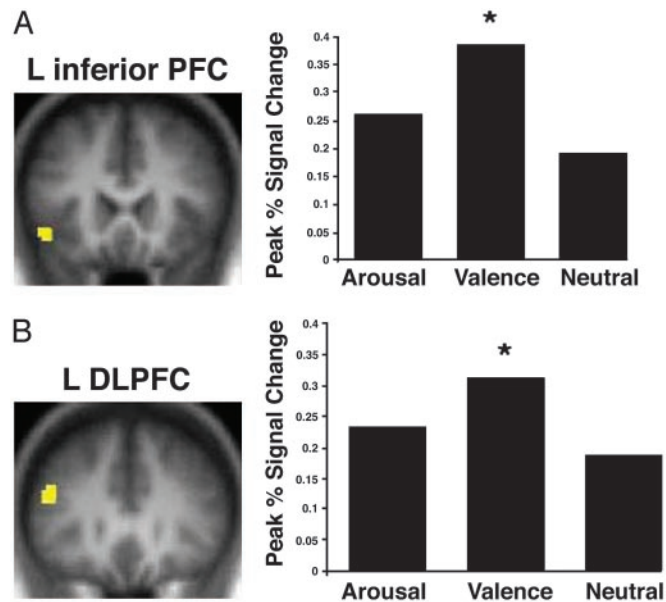 A
L inferior PFC
Peak % Signal Change
0.4
0.35
0.3
0.25
0.2
0.15
0.1
0.05
0
*
Arousal Valence Neutral
B
L DLPFC
Peak % Signal Change
0.4
0.35
0.3
0.25
0.2
0.15
0.1
0.05
0
*
Arousal Valence Neutral